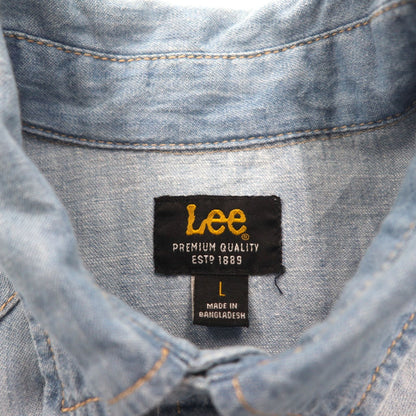 Lee®
PREMIUM QUALITY
ESTD 1889
L
MADE IN
BANGLADESH